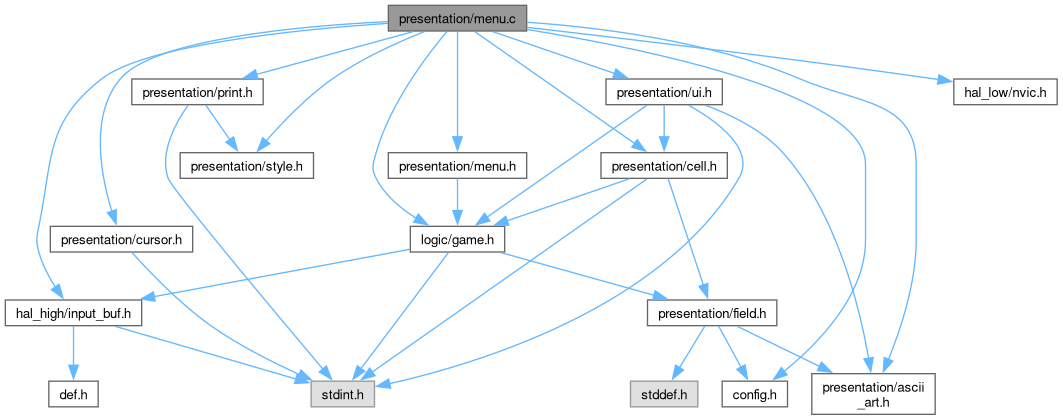 presentation/menu.c
presentation/print.h
presentation/ui.h
hal_low/nvic.h
presentation/style.h
presentation/menu.h
presentation/cell.h
presentation/cursor.h
logic/game.h
hal_high/input_buf.h
presentation/field.h
def.h
stdint.h
stddef.h
config.h
presentation/ascii
_art.h